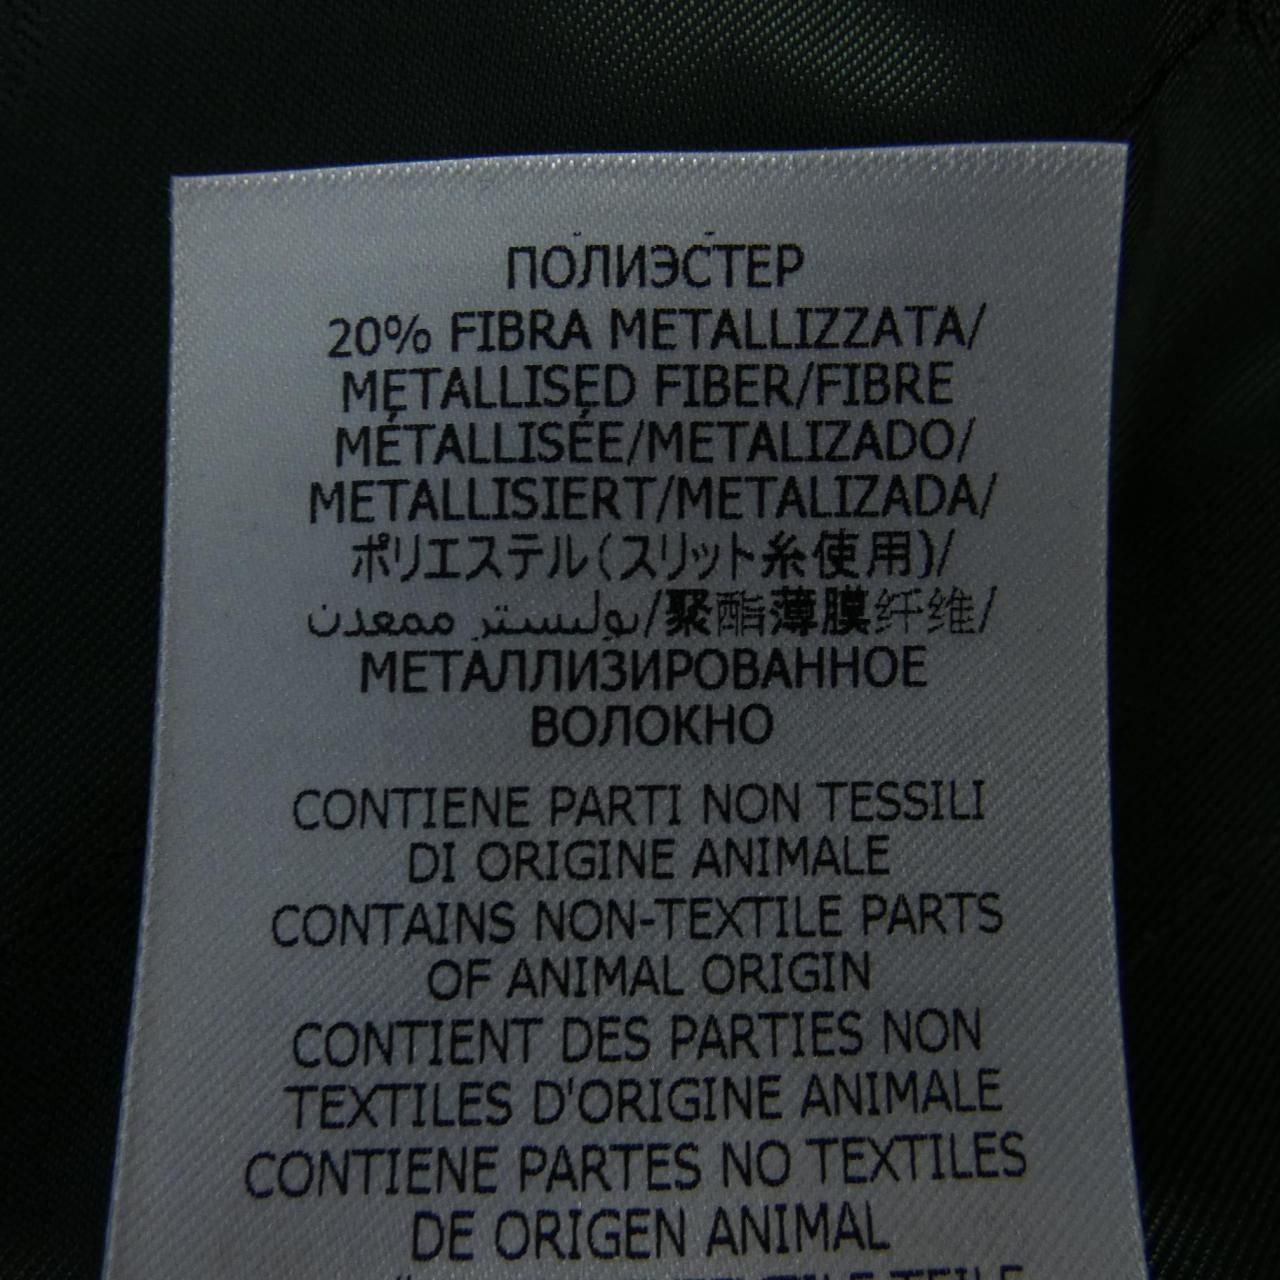 ПОЛИЭСТЕР
20% FIBRA METALLIZZATA/
METALLISED FIBER/FIBRE
MÉTALLISÉE/METALIZADO/
METALLISIERT/METALIZADA/
ポリエステル(スリット糸使用)/
بوليستر ممعدن/聚酯薄膜纤维/
МЕТАЛЛИЗИРОВАННОЕ
ВОЛОКНО
CONTIENE PARTI NON TESSILI
DI ORIGINE ANIMALE
CONTAINS NON-TEXTILE PARTS
OF ANIMAL ORIGIN
CONTIENT DES PARTIES NON
TEXTILES D'ORIGINE ANIMALE
CONTIENE PARTES NO TEXTILES
DE ORIGEN ANIMAL